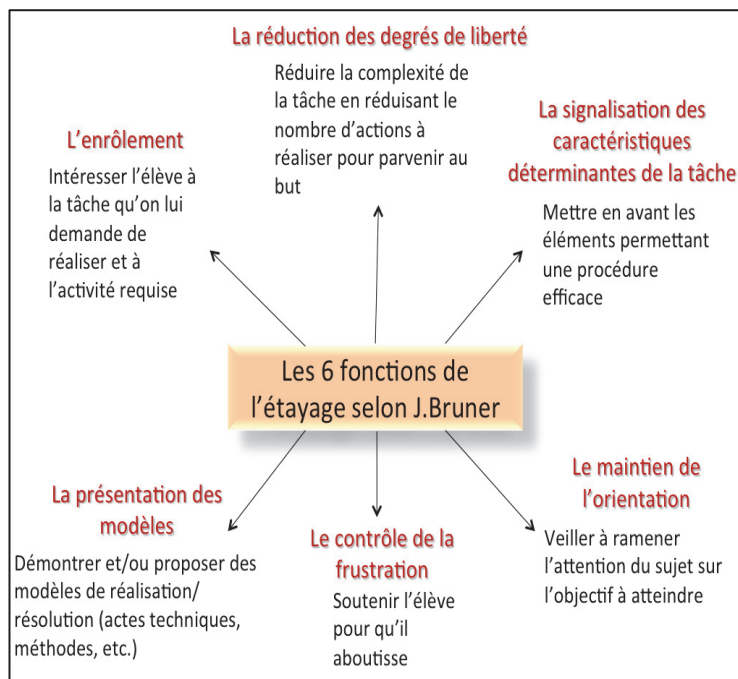 La réduction des degrés de liberté
Réduire la complexité de
la tâche en réduisant le
nombre d'actions à
réaliser pour parvenir au
but
L'enrôlement
Intéresser l'élève à
la tâche qu'on lui
demande de
réaliser et à
l'activité requise
La signalisation des
caractéristiques
déterminantes de la tâche
Mettre en avant les
éléments permettant
une procédure
efficace
Les 6 fonctions de
l'étayage selon J.Bruner
La présentation des
modèles
Démontrer et/ou proposer des
modèles de réalisation/
résolution (actes techniques,
méthodes, etc.)
Le contrôle de la
frustration
Soutenir l'élève
pour qu'il
aboutisse
Le maintien de
l'orientation
Veiller à ramener
l'attention du sujet sur
l'objectif à atteindre